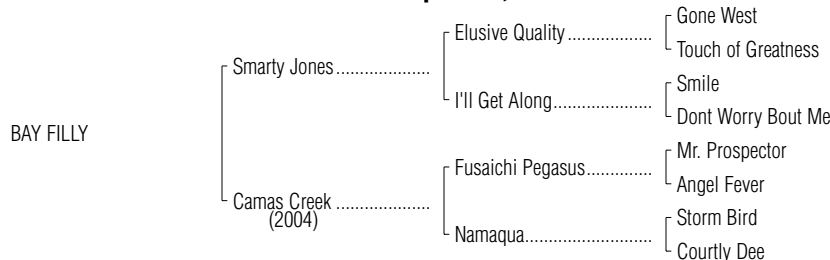 Gone West
Elusive Quality ..................
Touch of Greatness
Smarty Jones ....................
Smile
I'll Get Along.....................
Dont Worry Bout Me
BAY FILLY
Mr. Prospector
Fusaichi Pegasus..............
Angel Fever
Camas Creek ....................
(2004)
Storm Bird
Namaqua...........................
Courtly Dee